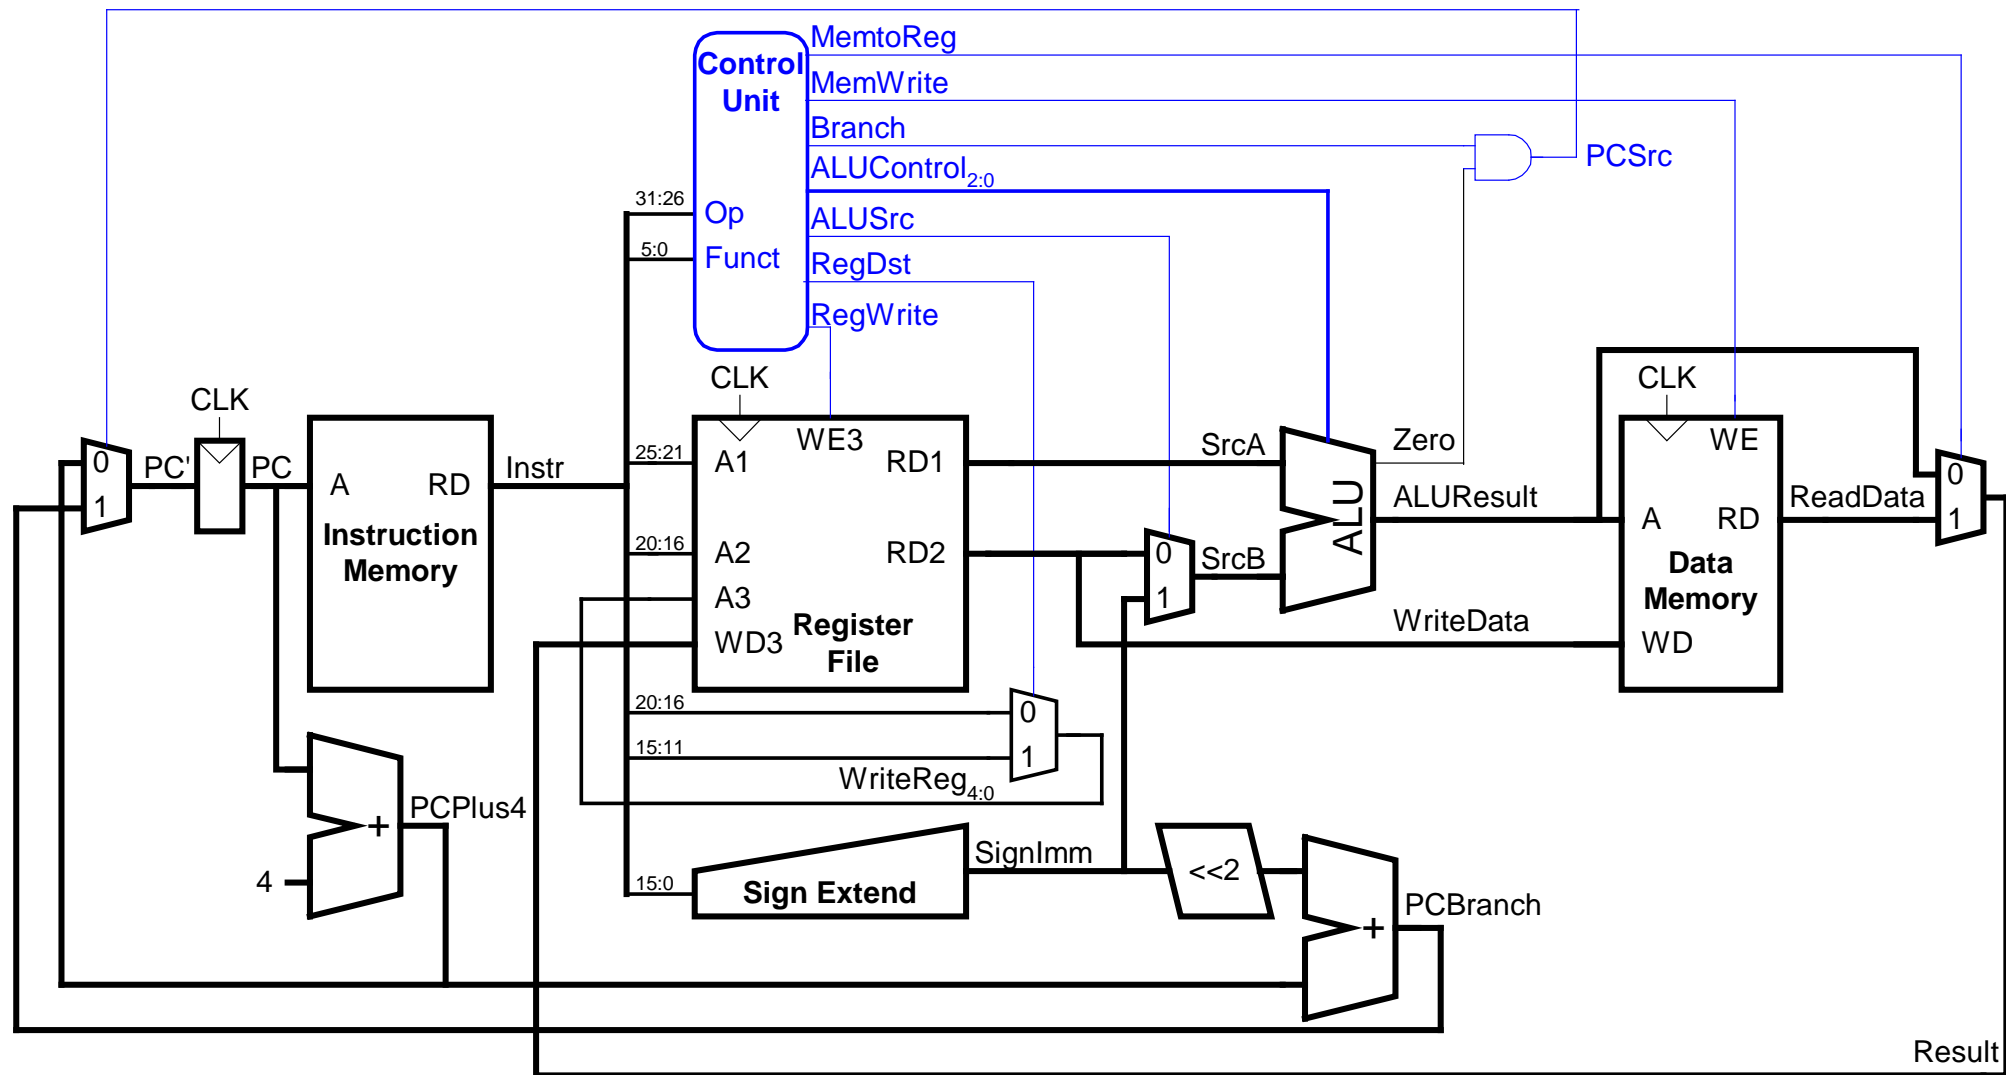 MemtoReg
Control
Unit
MemWrite
Branch
PCSrc
ALUControl2:0
31:26
Op
ALUSrc
5:0
Funct
RegDst
RegWrite
CLK
CLK
CLK
0
1
PC'
PC
A
RD
Instruction
Memory
Instr
25:21
A1
WE3
RD1
SrcA
Zero
WE
0
1
ALU
ALUResult
ReadData
A
RD
Data
Memory
20:16
A2
RD2
0
1
SrcB
A3
WD3
Register
File
WriteData
WD
20:16
0
15:11
1
WriteReg4:0
PCPlus4
+
4
SignImm
15:0
Sign Extend
<<2
PCBranch
+
Result